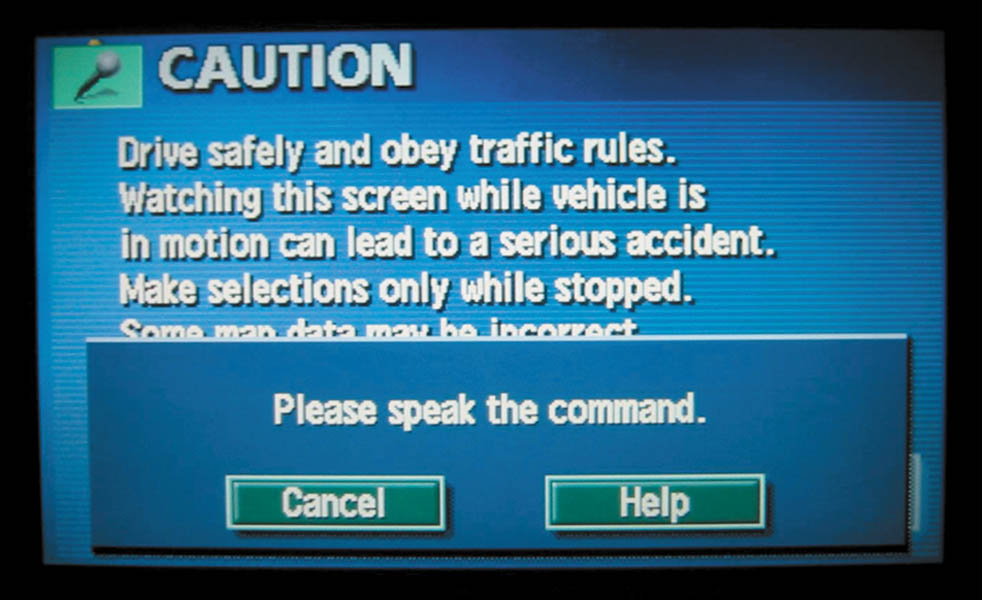 CAUTION
Drive safely and obey traffic rules.
Watching this screen while vehicle is
in motion can lead to a serious accident.
Make selections only while stopped.
Some map data may be incorrect
Please speak the command.
Cancel
Help